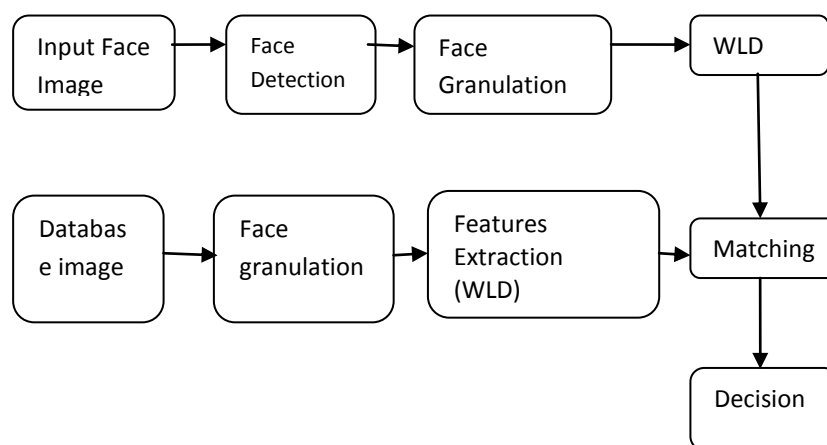 Input Face
Image
Face
Detection
Face
Granulation
WLD
Databas
e image
Face
granulation
Features
Extraction
(WLD)
Matching
Decision